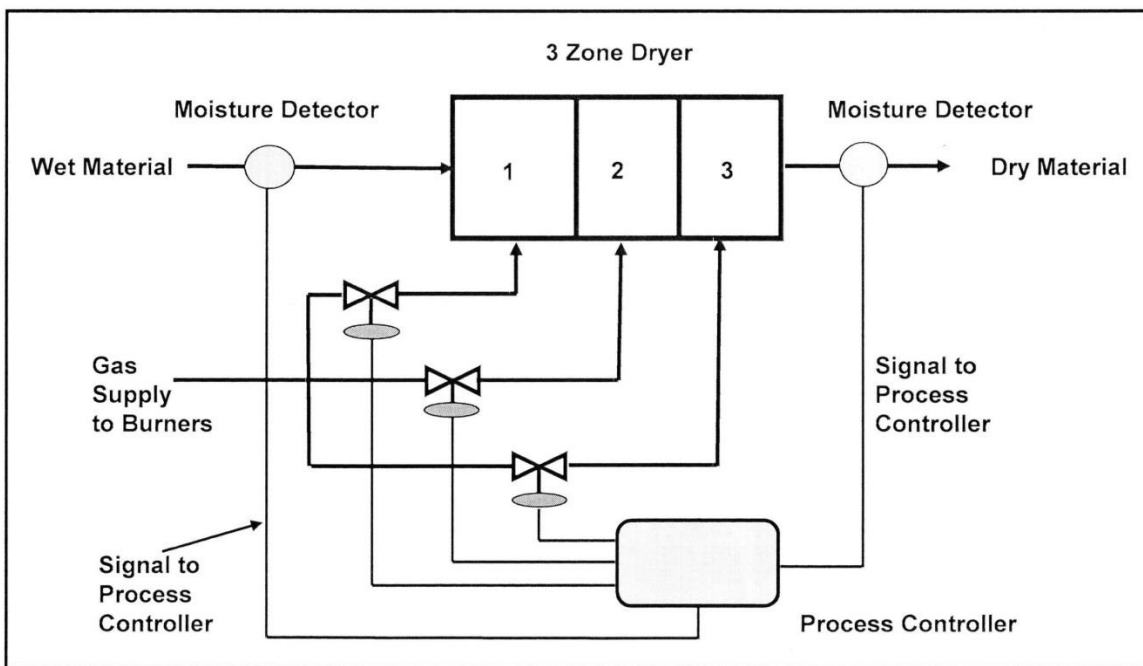 3 Zone Dryer
Moisture Detector
Moisture Detector
Wet Material
1
2
3
Dry Material
Gas
Supply
to Burners
Signal to
Process
Controller
Signal to
Process
Controller
Process Controller